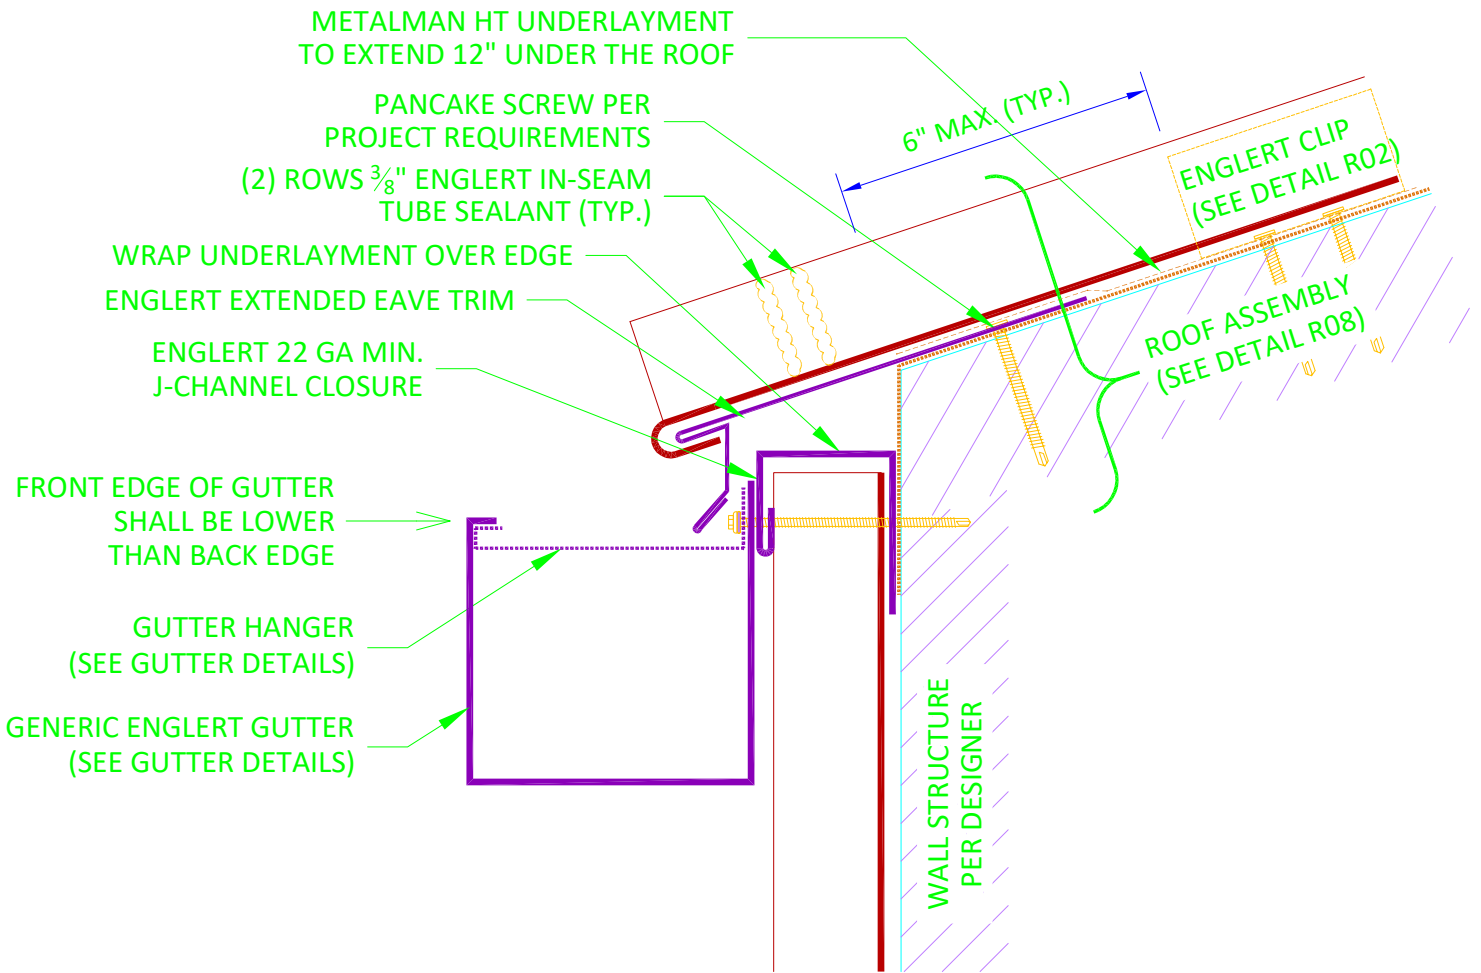 METALMAN HT UNDERLAYMENT
TO EXTEND 12" UNDER THE ROOF
PANCAKE SCREW PER
PROJECT REQUIREMENTS
(2) ROWS ⅜" ENGLERT IN-SEAM
TUBE SEALANT (TYP.)
WRAP UNDERLAYMENT OVER EDGE
ENGLERT EXTENDED EAVE TRIM
ENGLERT 22 GA MIN.
J-CHANNEL CLOSURE
FRONT EDGE OF GUTTER
SHALL BE LOWER
THAN BACK EDGE
GUTTER HANGER
(SEE GUTTER DETAILS)
GENERIC ENGLERT GUTTER
(SEE GUTTER DETAILS)
6" MAX. (TYP.)
ENGLERT CLIP
(SEE DETAIL R02)
ROOF ASSEMBLY
(SEE DETAIL R08)
WALL STRUCTURE
PER DESIGNER